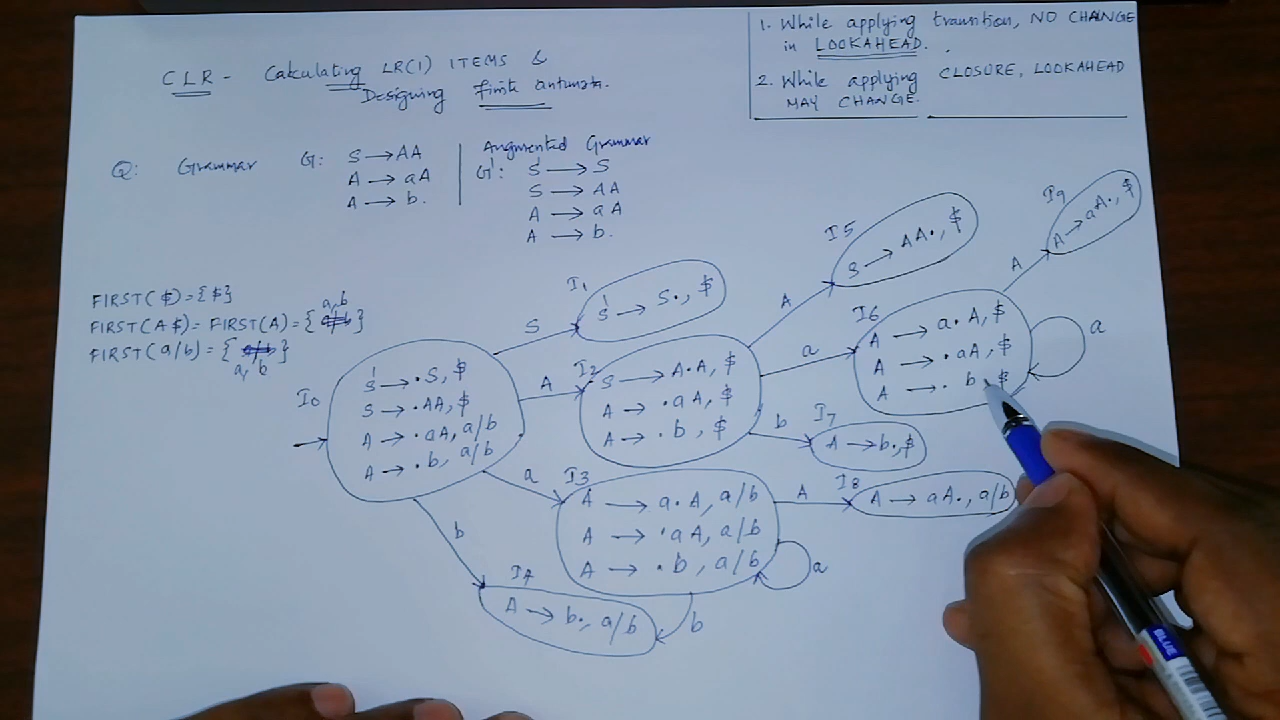 CLR - Calculating LR(1) ITEMS &
Designing finite automata.
1. While applying transition, NO CHANGE
in LOOKAHEAD.
2. While applying CLOSURE, LOOKAHEAD
MAY CHANGE.
Q: Grammar G: S → AA
A → aA
A → b.
Augmented Grammar
G': S' → S
S → AA
A → aA
A → b.
FIRST($) = {$}
a, b
FIRST(A$) = FIRST(A) = { a/b }
FIRST(a/b) = { a/b }
a, b
I0
S' → .S, $
S → .AA, $
A → .aA, a/b
A → .b, a/b
S
I1
S' → S., $
A
I2
S → A.A, $
A → .aA, $
A → .b, $
a
I3
A → a.A, a/b
A → .aA, a/b
A → .b, a/b
a
b
b
I4
A → b., a/b
A
I5
S → AA., $
a
I6
A → a.A, $
A → .aA, $
A → .b, $
a
b
I7
A → b., $
A
I8
A → aA., a/b
A
I9
A → aA., $
BLUE